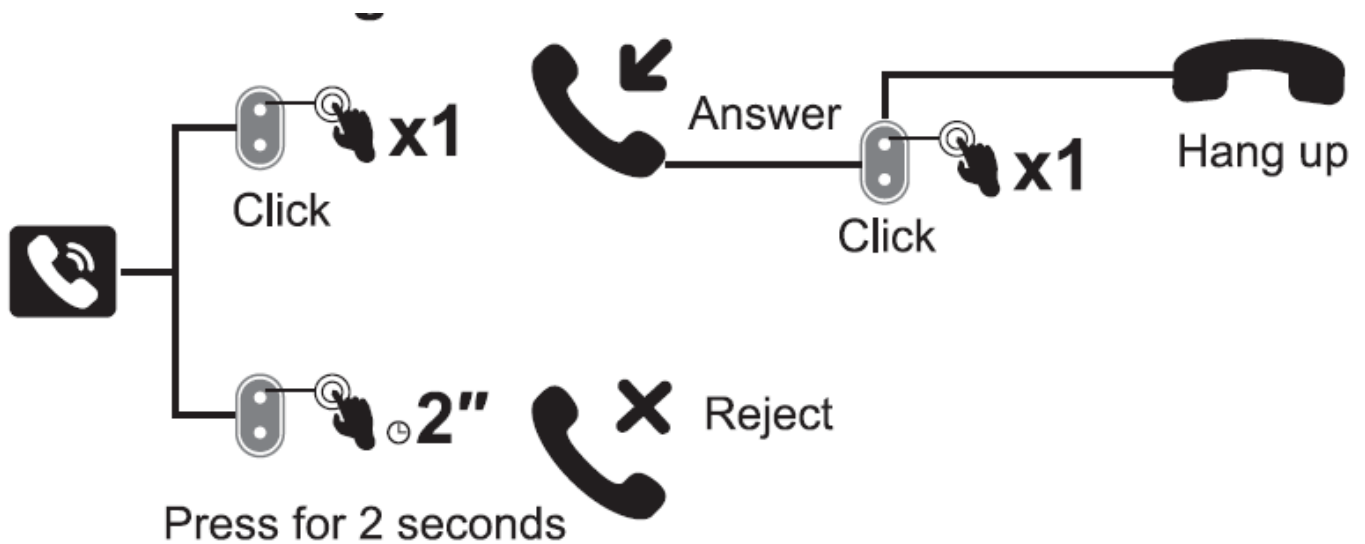 x1
Click
Answer
x1
Click
Hang up
2"
Reject
Press for 2 seconds